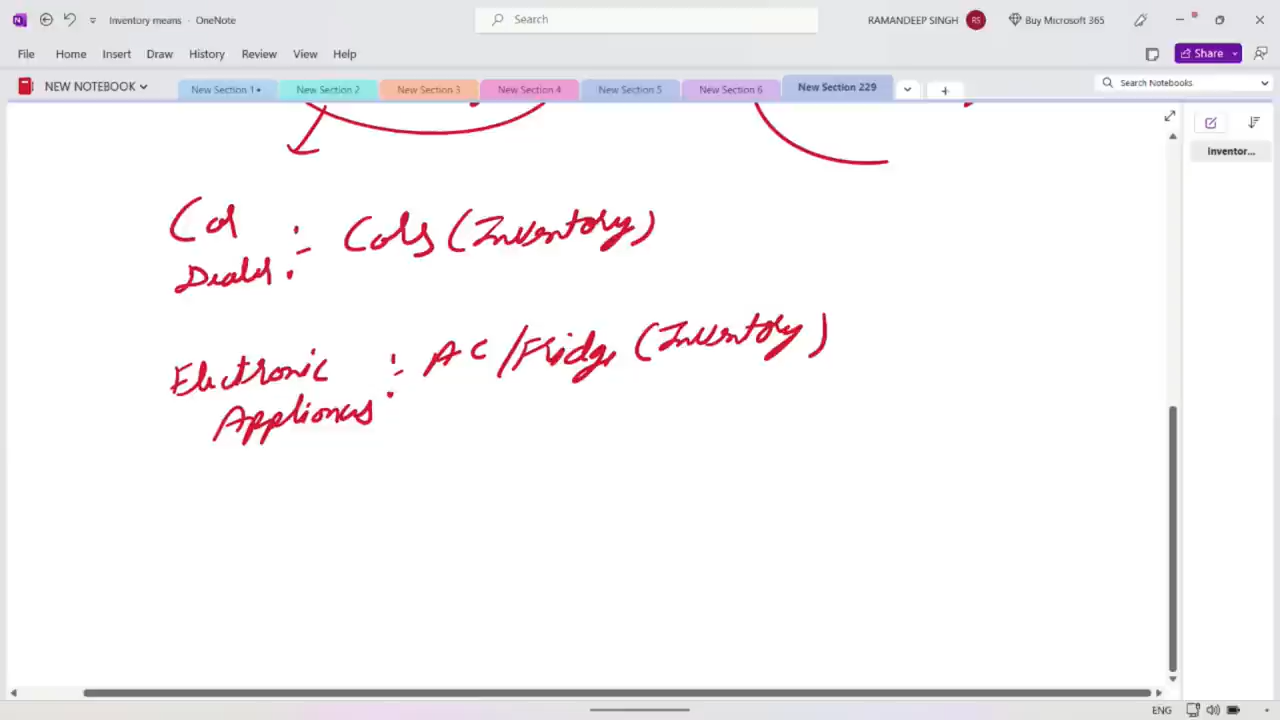 Inventory means - OneNote
Search
RAMANDEEP SINGH RS Buy Microsoft 365
File Home Insert Draw History Review View Help Share
NEW NOTEBOOK New Section 1 New Section 2 New Section 3 New Section 4 New Section 5 New Section 6 New Section 229 + Search Notebooks
Inventor...
Car
Dealer :- Cars (Inventory)
Electronic
Appliances :- AC/Fridge (Inventory)
ENG